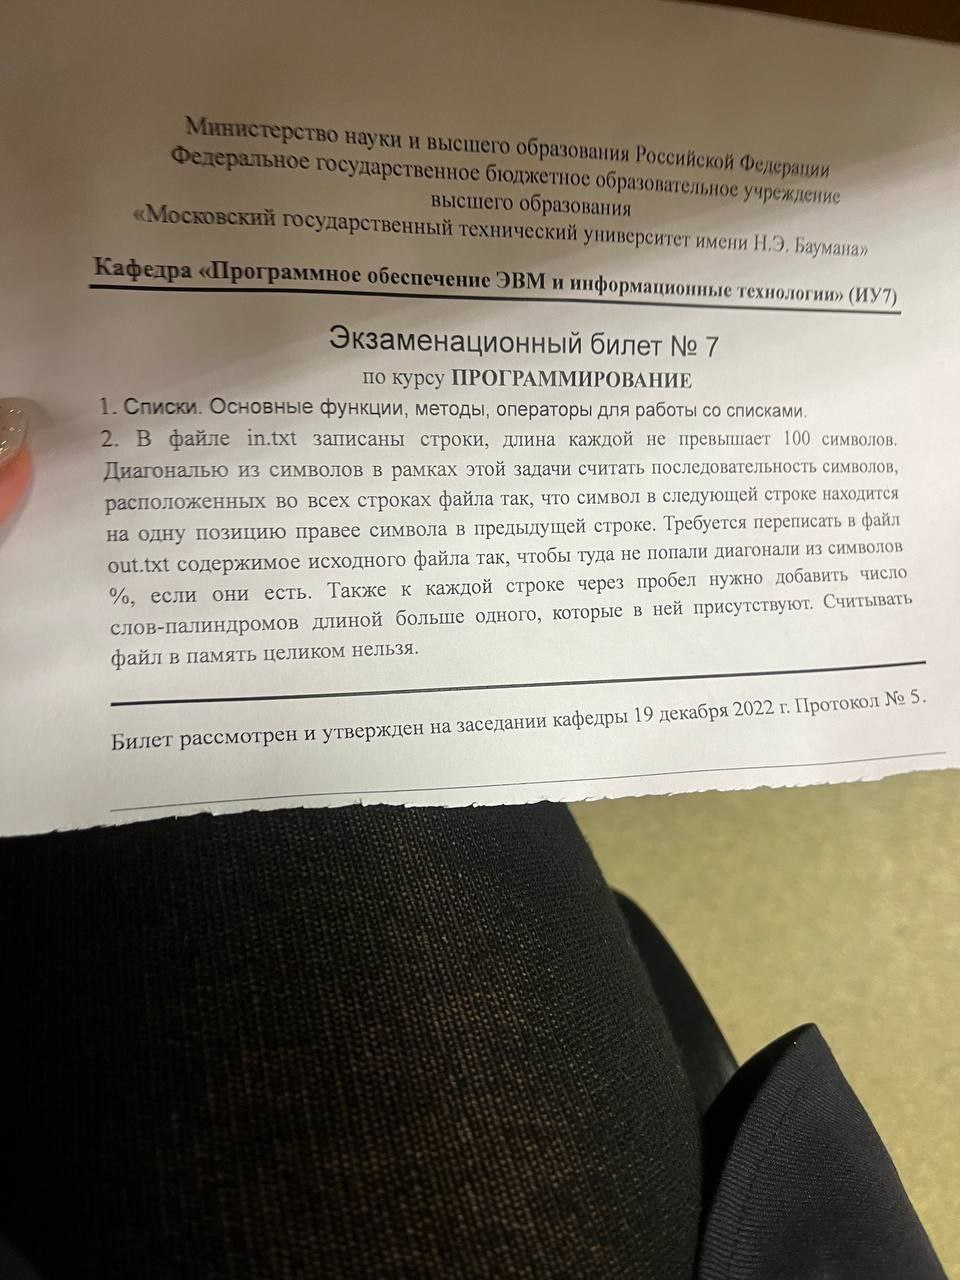 Министерство науки и высшего образования Российской Федерации
Федеральное государственное бюджетное образовательное учреждение
высшего образования
«Московский государственный технический университет имени Н.Э. Баумана»
Кафедра «Программное обеспечение ЭВМ и информационные технологии» (ИУ7)
Экзаменационный билет № 7
по курсу ПРОГРАММИРОВАНИЕ
1. Списки. Основные функции, методы, операторы для работы со списками.
2. В файле in.txt записаны строки, длина каждой не превышает 100 символов.
Диагональю из символов в рамках этой задачи считать последовательность символов,
расположенных во всех строках файла так, что символ в следующей строке находится
на одну позицию правее символа в предыдущей строке. Требуется переписать в файл
out.txt содержимое исходного файла так, чтобы туда не попали диагонали из символов
%, если они есть. Также к каждой строке через пробел нужно добавить число
слов-палиндромов длиной больше одного, которые в ней присутствуют. Считывать
файл в память целиком нельзя.
Билет рассмотрен и утвержден на заседании кафедры 19 декабря 2022 г. Протокол № 5.